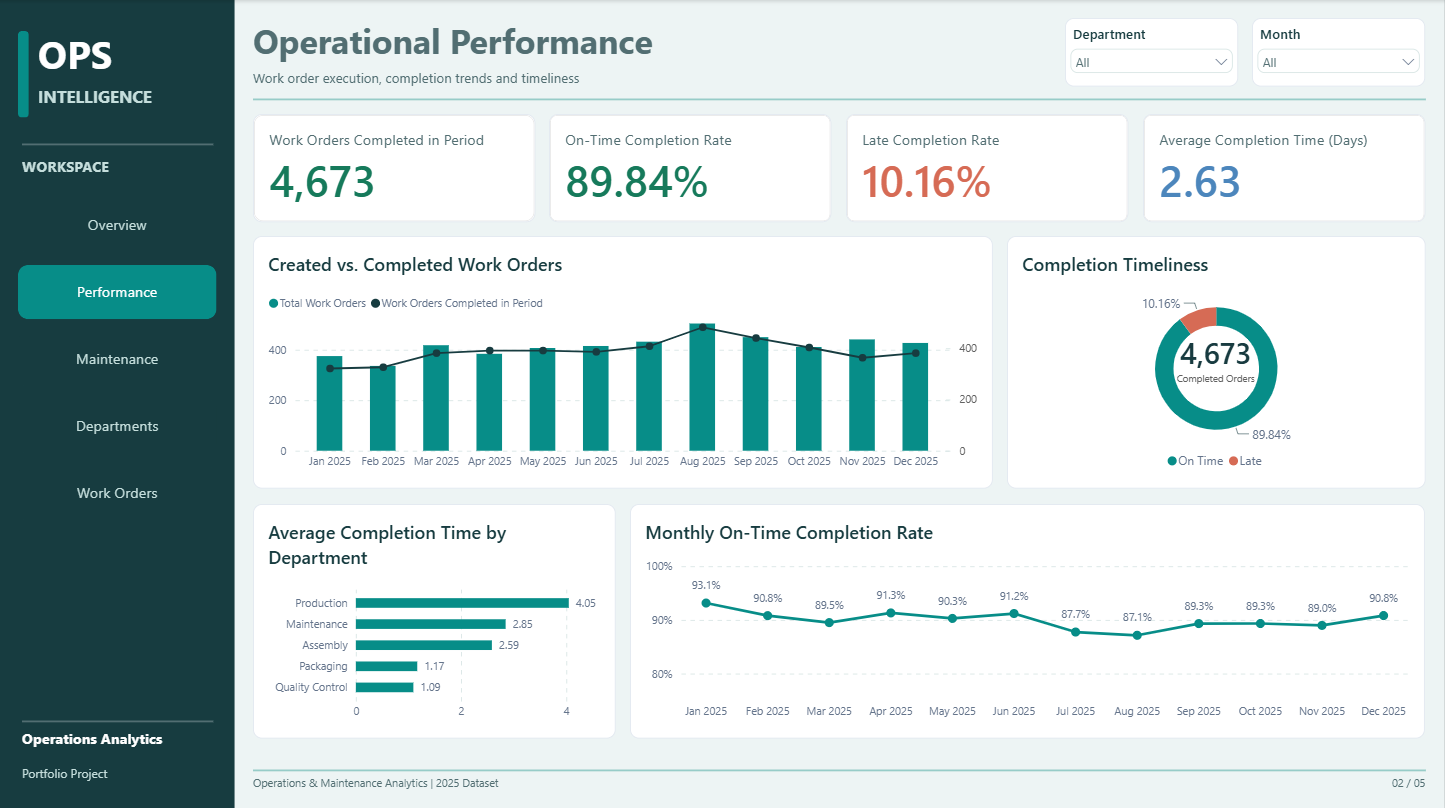 OPS
INTELLIGENCE
WORKSPACE
Overview
Performance
Maintenance
Departments
Work Orders
Operations Analytics
Portfolio Project
Operational Performance
Work order execution, completion trends and timeliness
Department
All
Month
All
Work Orders Completed in Period
4,673
On-Time Completion Rate
89.84%
Late Completion Rate
10.16%
Average Completion Time (Days)
2.63
Created vs. Completed Work Orders
Total Work Orders Work Orders Completed in Period
400 400
200 200
0 0
Jan 2025 Feb 2025 Mar 2025 Apr 2025 May 2025 Jun 2025 Jul 2025 Aug 2025 Sep 2025 Oct 2025 Nov 2025 Dec 2025
Completion Timeliness
10.16%
4,673
Completed Orders
89.84%
On Time Late
Average Completion Time by
Department
Production 4.05
Maintenance 2.85
Assembly 2.59
Packaging 1.17
Quality Control 1.09
0 2 4
Monthly On-Time Completion Rate
100%
90%
80%
93.1% 90.8% 89.5% 91.3% 90.3% 91.2% 87.7% 87.1% 89.3% 89.3% 89.0% 90.8%
Jan 2025 Feb 2025 Mar 2025 Apr 2025 May 2025 Jun 2025 Jul 2025 Aug 2025 Sep 2025 Oct 2025 Nov 2025 Dec 2025
Operations & Maintenance Analytics | 2025 Dataset
02 / 05